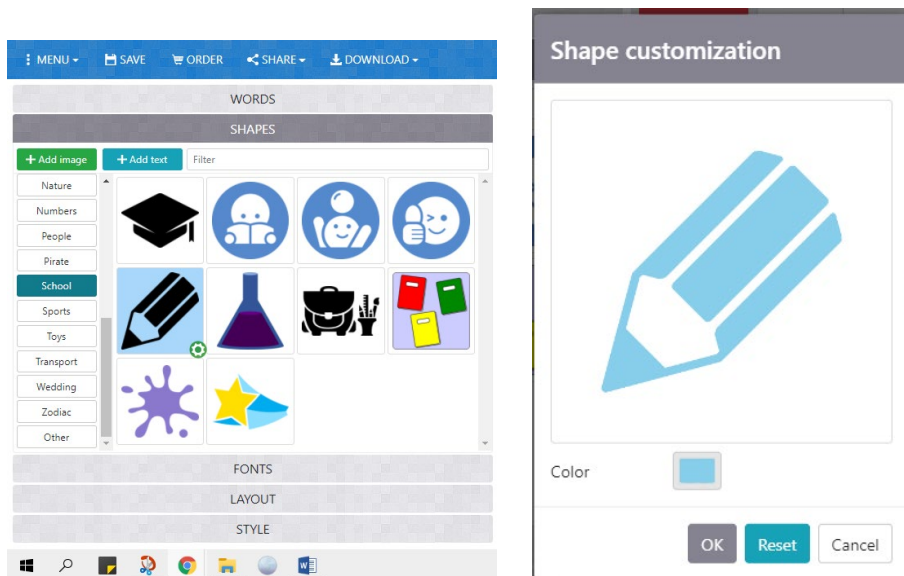 MENU
SAVE
ORDER
SHARE
DOWNLOAD
WORDS
SHAPES
+ Add image
+ Add text
Filter
Nature
Numbers
People
Pirate
School
Sports
Toys
Transport
Wedding
Zodiac
Other
FONTS
LAYOUT
STYLE
Shape customization
Color
OK
Reset
Cancel